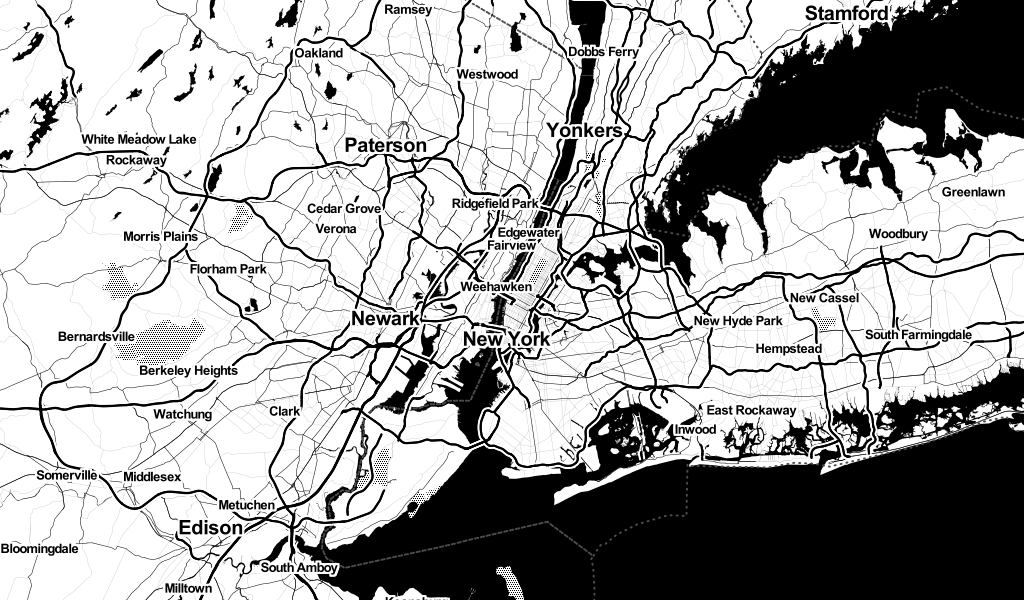 Ramsey
Stamford
Oakland
Dobbs Ferry
Westwood
Yonkers
White Meadow Lake
Paterson
Rockaway
Greenlawn
Ridgefield Park
Cedar Grove
Verona
Edgewater
Woodbury
Morris Plains
Fairview
Florham Park
Weehawken
New Cassel
Newark
New Hyde Park
Bernardsville
New York
South Farmingdale
Hempstead
Berkeley Heights
Watchung
Clark
East Rockaway
Inwood
Somerville
Middlesex
Metuchen
Edison
Bloomingdale
South Amboy
Milltown